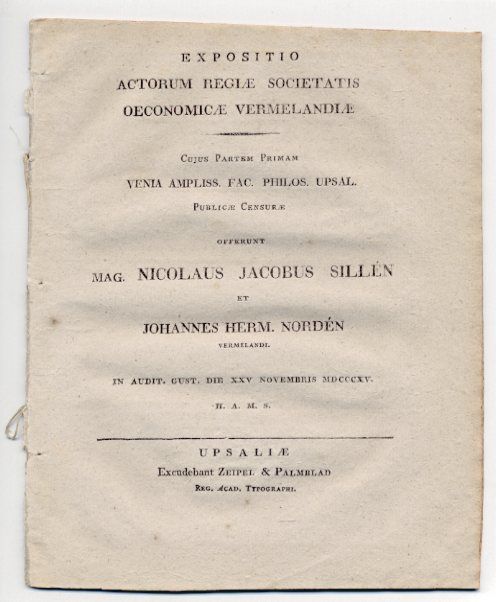 EXPOSITIO
ACTORUM REGIÆ SOCIETATIS
OECONOMICÆ VERMELANDIÆ
CUJUS PARTEM PRIMAM
VENIA AMPLISS. FAC. PHILOS. UPSAL.
PUBLICÆ CENSURÆ
OFFERUNT
MAG. NICOLAUS JACOBUS SILLÉN
ET
JOHANNES HERM. NORDÉN
VERMELANDI.
IN AUDIT. GUST. DIE XXV NOVEMBRIS MDCCCXV.
H. A. M. S.
UPSALIÆ
Excudebant ZEIPEL & PALMBLAD
REG. ACAD. TYPOGRAPHI.